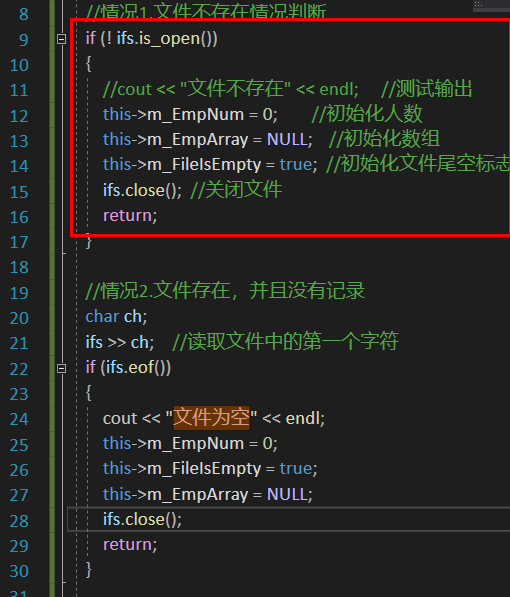 8 //情况1.文件不存在情况判断
9 if (! ifs.is_open())
10 {
11 //cout << "文件不存在" << endl; //测试输出
12 this->m_EmpNum = 0; //初始化人数
13 this->m_EmpArray = NULL; //初始化数组
14 this->m_FileIsEmpty = true; //初始化文件尾空标志
15 ifs.close(); //关闭文件
16 return;
17 }
18
19 //情况2.文件存在，并且没有记录
20 char ch;
21 ifs >> ch; //读取文件中的第一个字符
22 if (ifs.eof())
23 {
24 cout << "文件为空" << endl;
25 this->m_EmpNum = 0;
26 this->m_FileIsEmpty = true;
27 this->m_EmpArray = NULL;
28 ifs.close();
29 return;
30 }
31